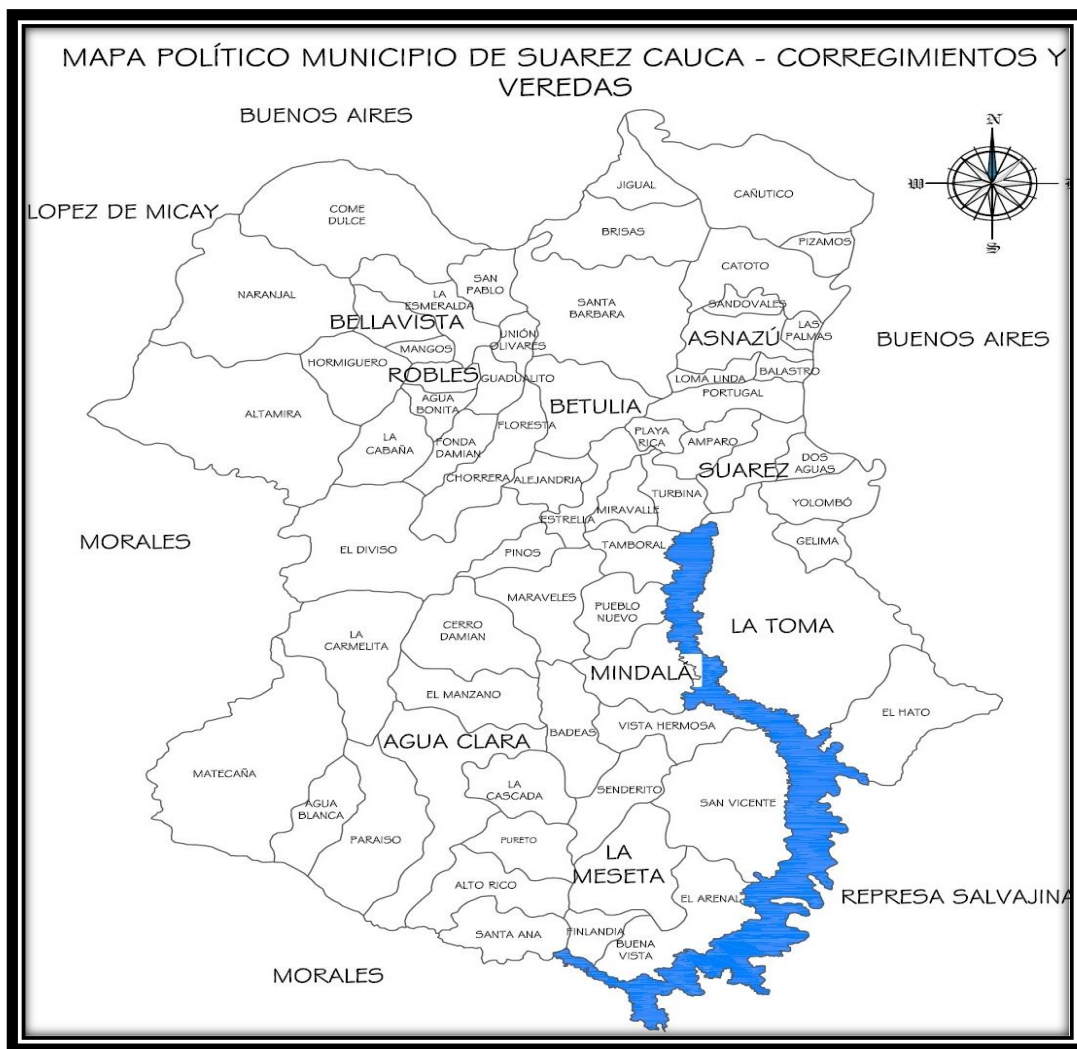 MAPA POLÍTICO MUNICIPIO DE SUAREZ CAUCA - CORREGIMIENTOS Y
VEREDAS
BUENOS AIRES
N
W
S
LOPEZ DE MICAY
JIGUAL
CAÑUTICO
COME
DULCE
BRISAS
PIZAMOS
CATOTO
SAN
PABLO
NARANJAL
LA
ESMERALDA
SANTA
BARBARA
SANDOVALES
BELLAVISTA
UNIÓN
OLIVARES
ASNAZÚ
LAS
PALMAS
BUENOS AIRES
MANGOS
HORMIGUERO
ROBLES
GUADUALITO
LOMA LINDA
BALASTRO
PORTUGAL
AGUA
BONITA
BETULIA
ALTAMIRA
FLORESTA
LA
CABAÑA
FONDA
DAMIAN
PLAYA
RICA
AMPARO
DOS
AGUAS
SUAREZ
CHORRERA
ALEJANDRIA
TURBINA
YOLOMBÓ
MIRAVALLE
ESTRELLA
MORALES
EL DIVISO
PINOS
TAMBORAL
GELIMA
MARAVELES
PUEBLO
NUEVO
LA TOMA
LA
CARMELITA
CERRO
DAMIAN
MINDALÁ
EL MANZANO
EL HATO
VISTA HERMOSA
BADEAS
AGUA CLARA
MATECAÑA
LA
CASCADA
SENDERITO
SAN VICENTE
AGUA
BLANCA
PARAISO
PURETO
LA
MESETA
ALTO RICO
EL ARENAL
REPRESA SALVAJINA
SANTA ANA
FINLANDIA
BUENA
VISTA
MORALES